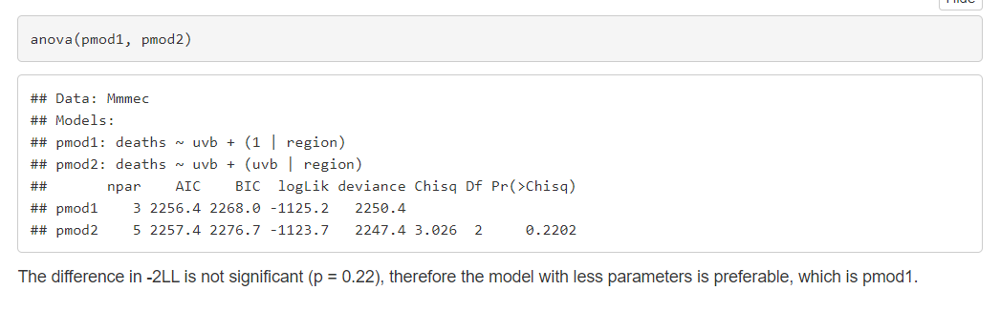 Hide
anova(pmod1, pmod2)
## Data: Mmmec
## Models:
## pmod1: deaths ~ uvb + (1 | region)
## pmod2: deaths ~ uvb + (uvb | region)
##       npar    AIC    BIC  logLik deviance Chisq Df Pr(>Chisq)
## pmod1    3 2256.4 2268.0 -1125.2   2250.4
## pmod2    5 2257.4 2276.7 -1123.7   2247.4 3.026  2     0.2202
The difference in -2LL is not significant (p = 0.22), therefore the model with less parameters is preferable, which is pmod1.